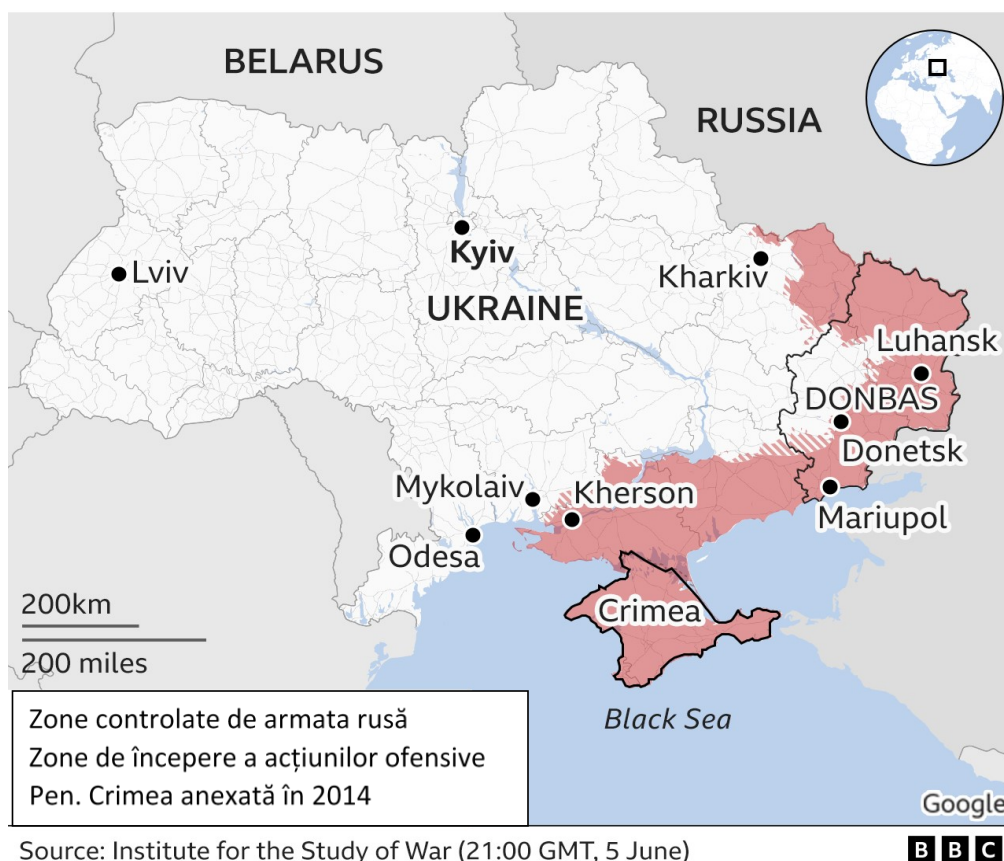 BELARUS
RUSSIA
Kyiv
Lviv
Kharkiv
UKRAINE
Luhansk
DONBAS
Donetsk
Mykolaiv
Kherson
Mariupol
Odesa
200km
Crimea
200 miles
Black Sea
Zone controlate de armata rusă
Zone de începere a acțiunilor ofensive
Pen. Crimea anexată în 2014
Google
Source: Institute for the Study of War (21:00 GMT, 5 June)
BBC